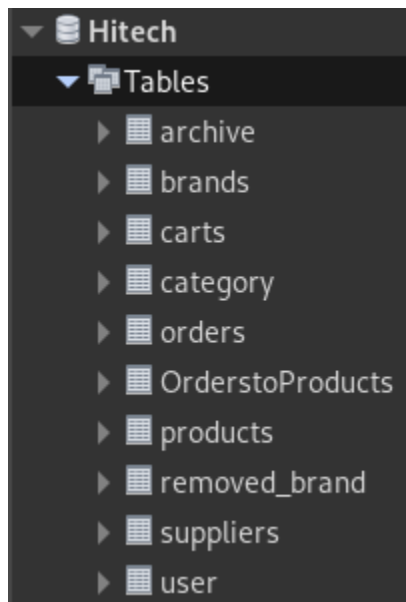 Hitech
Tables
archive
brands
carts
category
orders
OrderstoProducts
products
removed_brand
suppliers
user